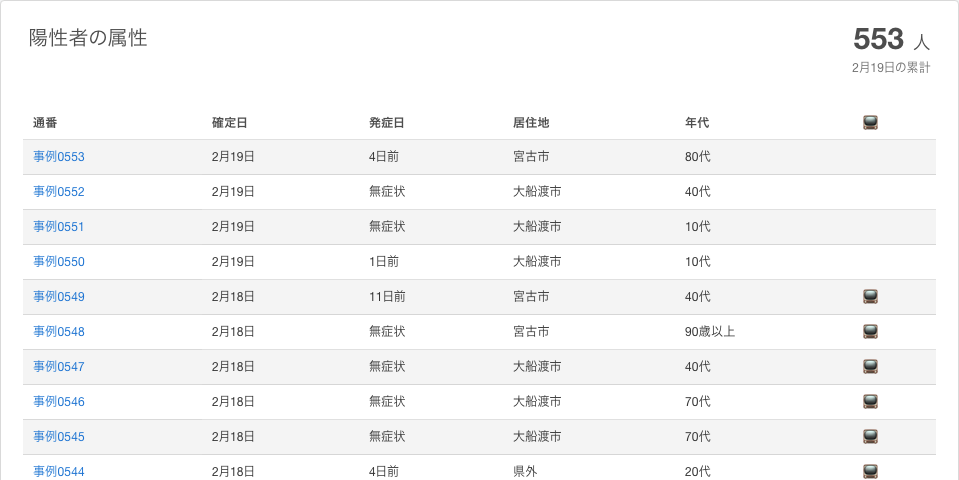 陽性者の属性
553 人
2月19日の累計
通番 確定日 発症日 居住地 年代
事例0553 2月19日 4日前 宮古市 80代
事例0552 2月19日 無症状 大船渡市 40代
事例0551 2月19日 無症状 大船渡市 10代
事例0550 2月19日 1日前 大船渡市 10代
事例0549 2月18日 11日前 宮古市 40代
事例0548 2月18日 無症状 宮古市 90歳以上
事例0547 2月18日 無症状 大船渡市 40代
事例0546 2月18日 無症状 大船渡市 70代
事例0545 2月18日 無症状 大船渡市 70代
事例0544 2月18日 4日前 県外 20代